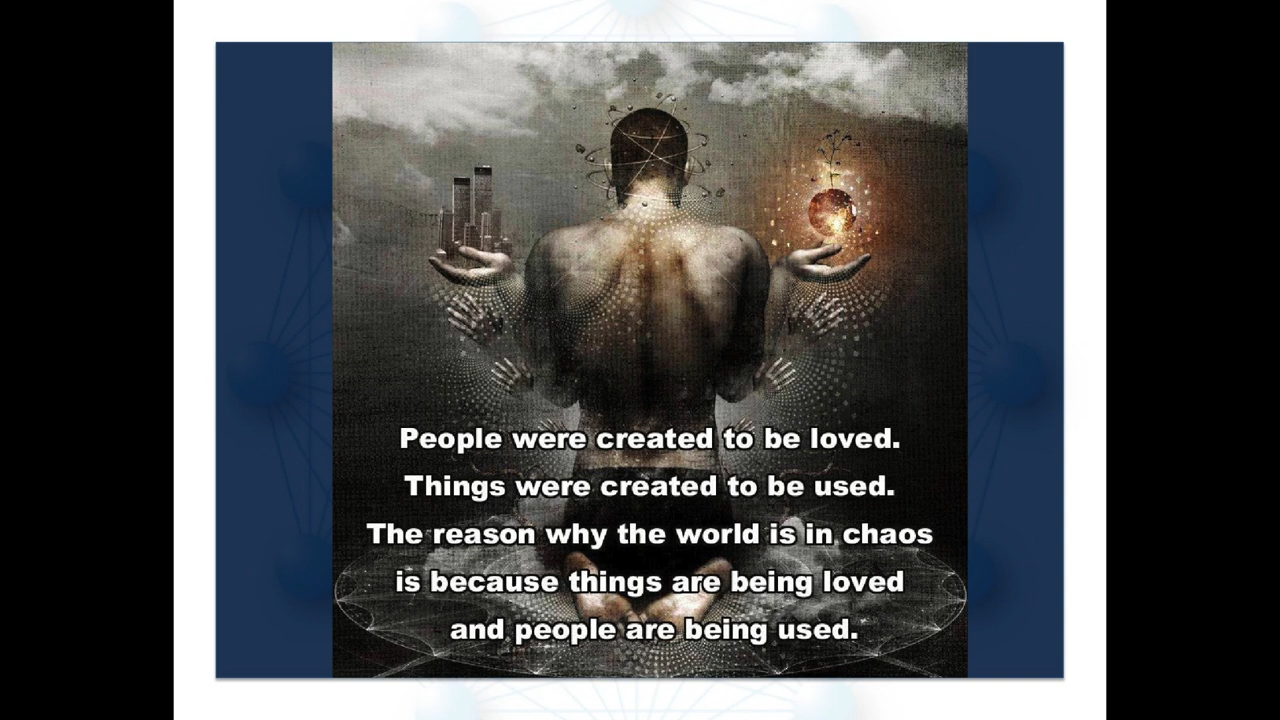 People were created to be loved.
Things were created to be used.
The reason why the world is in chaos
is because things are being loved
and people are being used.